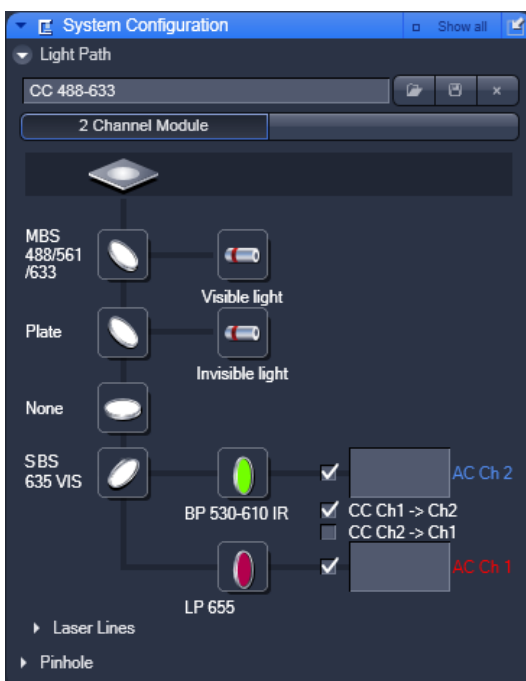 System Configuration
Show all
Light Path
CC 488-633
2 Channel Module
MBS
488/561
/633
Visible light
Plate
Invisible light
None
SBS
635 VIS
BP 530-610 IR
AC Ch 2
CC Ch1 -> Ch2
CC Ch2 -> Ch1
LP 655
AC Ch 1
Laser Lines
Pinhole